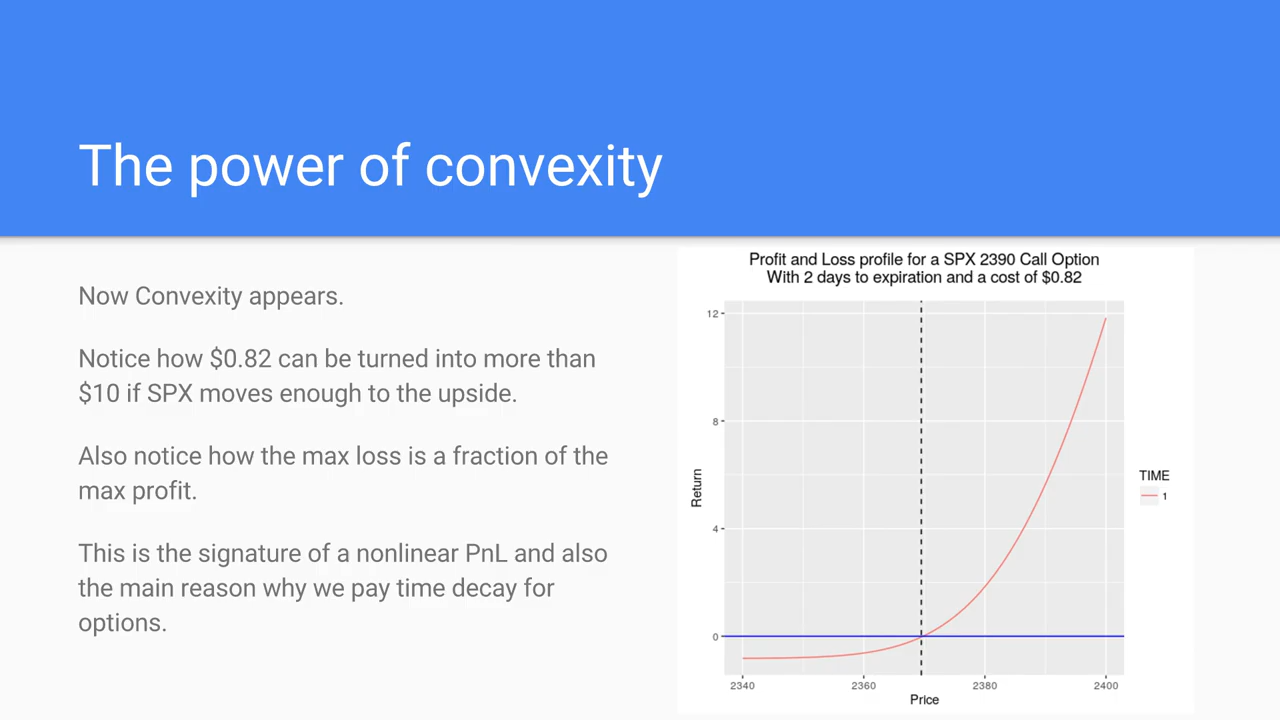 The power of convexity
Now Convexity appears.
Notice how $0.82 can be turned into more than
$10 if SPX moves enough to the upside.
Also notice how the max loss is a fraction of the
max profit.
This is the signature of a nonlinear PnL and also
the main reason why we pay time decay for
options.
Profit and Loss profile for a SPX 2390 Call Option
With 2 days to expiration and a cost of $0.82
12
8
4
0
Return
2340 2360 2380 2400
Price
TIME
1